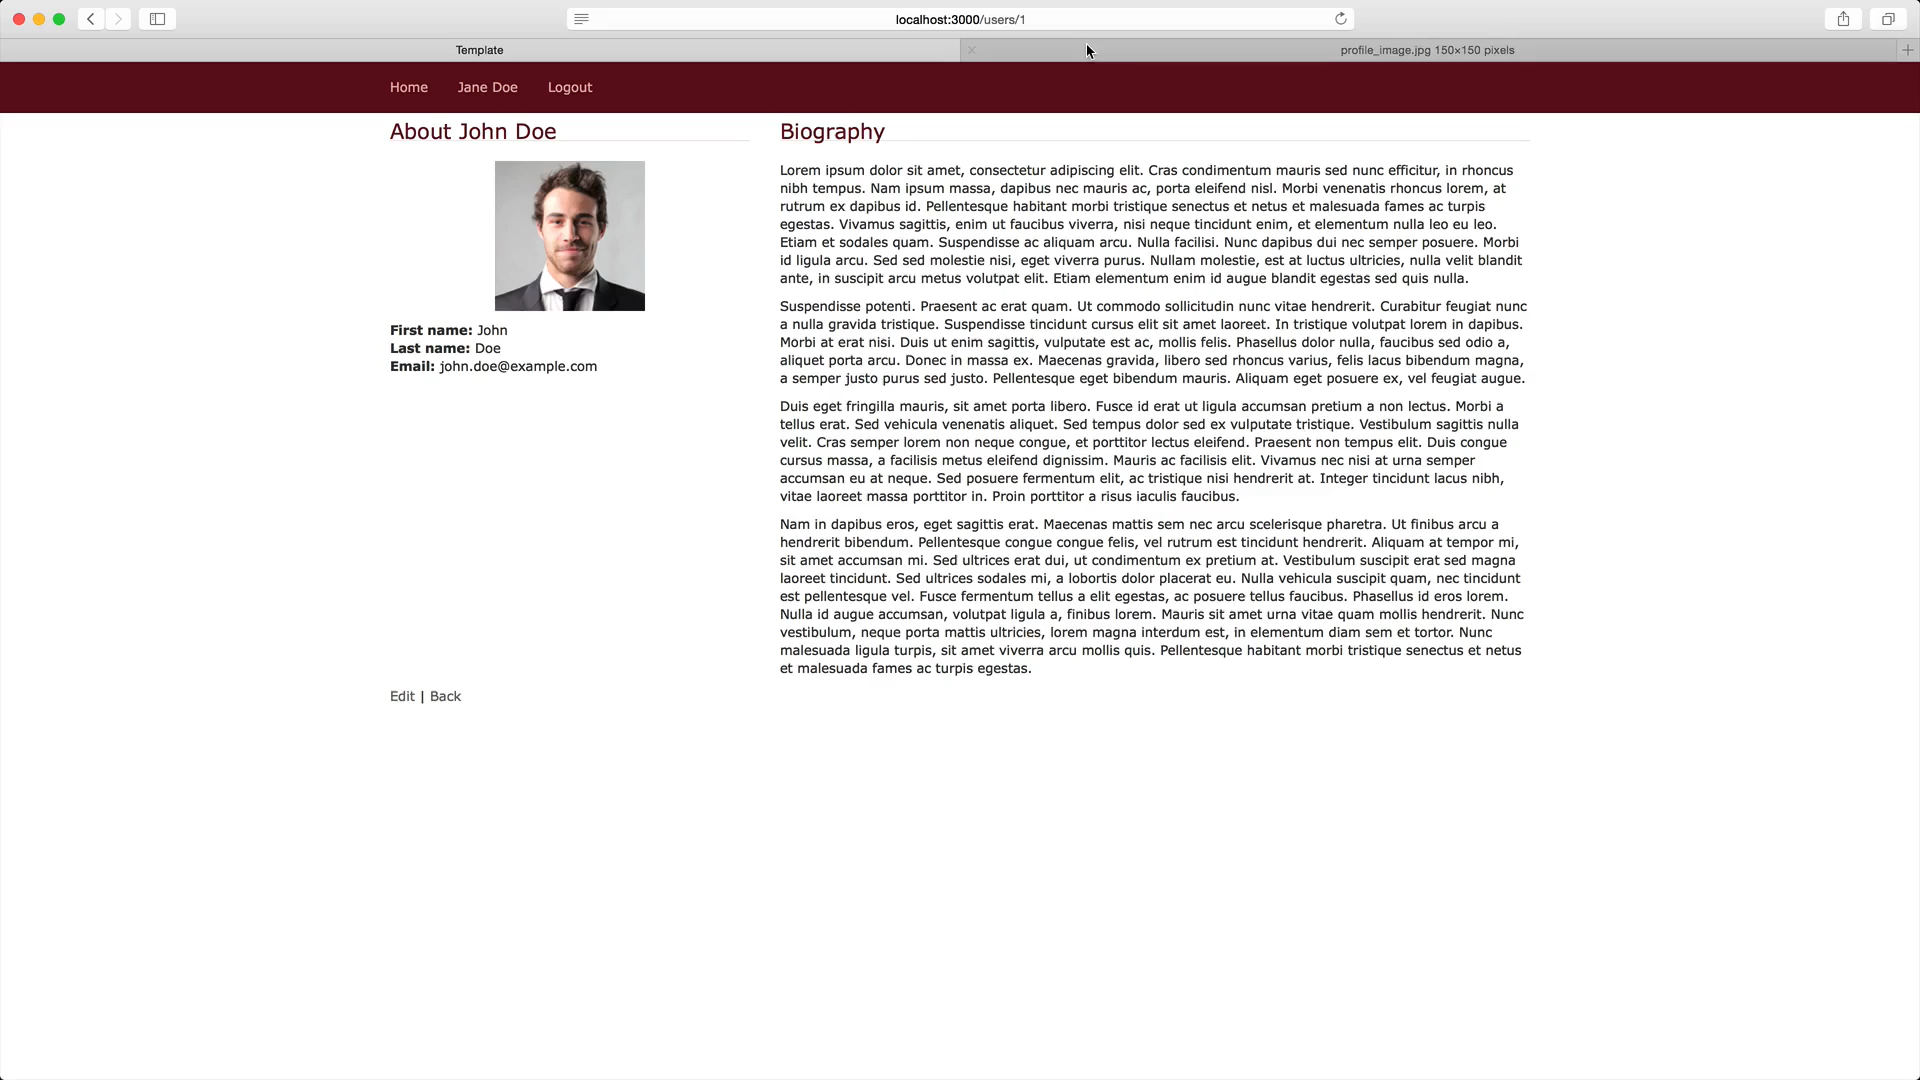 localhost:3000/users/1
Template
profile_image.jpg 150×150 pixels
Home
Jane Doe
Logout
About John Doe
First name: John
Last name: Doe
Email: john.doe@example.com
Biography
Lorem ipsum dolor sit amet, consectetur adipiscing elit. Cras condimentum mauris sed nunc efficitur, in rhoncus
nibh tempus. Nam ipsum massa, dapibus nec mauris ac, porta eleifend nisl. Morbi venenatis rhoncus lorem, at
rutrum ex dapibus id. Pellentesque habitant morbi tristique senectus et netus et malesuada fames ac turpis
egestas. Vivamus sagittis, enim ut faucibus viverra, nisi neque tincidunt enim, et elementum nulla leo eu leo.
Etiam et sodales quam. Suspendisse ac aliquam arcu. Nulla facilisi. Nunc dapibus dui nec semper posuere. Morbi
id ligula arcu. Sed sed molestie nisi, eget viverra purus. Nullam molestie, est at luctus ultricies, nulla velit blandit
ante, in suscipit arcu metus volutpat elit. Etiam elementum enim id augue blandit egestas sed quis nulla.
Suspendisse potenti. Praesent ac erat quam. Ut commodo sollicitudin nunc vitae hendrerit. Curabitur feugiat nunc
a nulla gravida tristique. Suspendisse tincidunt cursus elit sit amet laoreet. In tristique volutpat lorem in dapibus.
Morbi at erat nisi. Duis ut enim sagittis, vulputate est ac, mollis felis. Phasellus dolor nulla, faucibus sed odio a,
aliquet porta arcu. Donec in massa ex. Maecenas gravida, libero sed rhoncus varius, felis lacus bibendum magna,
a semper justo purus sed justo. Pellentesque eget bibendum mauris. Aliquam eget posuere ex, vel feugiat augue.
Duis eget fringilla mauris, sit amet porta libero. Fusce id erat ut ligula accumsan pretium a non lectus. Morbi a
tellus erat. Sed vehicula venenatis aliquet. Sed tempus dolor sed ex vulputate tristique. Vestibulum sagittis nulla
velit. Cras semper lorem non neque congue, et porttitor lectus eleifend. Praesent non tempus elit. Duis congue
cursus massa, a facilisis metus eleifend dignissim. Mauris ac facilisis elit. Vivamus nec nisi at urna semper
accumsan eu at neque. Sed posuere fermentum elit, ac tristique nisi hendrerit at. Integer tincidunt lacus nibh,
vitae laoreet massa porttitor in. Proin porttitor a risus iaculis faucibus.
Nam in dapibus eros, eget sagittis erat. Maecenas mattis sem nec arcu scelerisque pharetra. Ut finibus arcu a
hendrerit bibendum. Pellentesque congue congue felis, vel rutrum est tincidunt hendrerit. Aliquam at tempor mi,
sit amet accumsan mi. Sed ultrices erat dui, ut condimentum ex pretium at. Vestibulum suscipit erat sed magna
laoreet tincidunt. Sed ultrices sodales mi, a lobortis dolor placerat eu. Nulla vehicula suscipit quam, nec tincidunt
est pellentesque vel. Fusce fermentum tellus a elit egestas, ac posuere tellus faucibus. Phasellus id eros lorem.
Nulla id augue accumsan, volutpat ligula a, finibus lorem. Mauris sit amet urna vitae quam mollis hendrerit. Nunc
vestibulum, neque porta mattis ultricies, lorem magna interdum est, in elementum diam sem et tortor. Nunc
malesuada ligula turpis, sit amet viverra arcu mollis quis. Pellentesque habitant morbi tristique senectus et netus
et malesuada fames ac turpis egestas.
Edit | Back